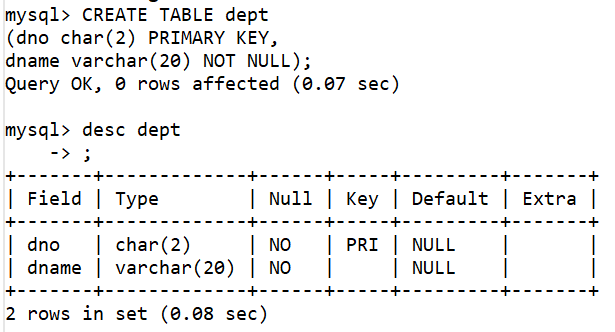 mysql> CREATE TABLE dept
(dno char(2) PRIMARY KEY,
dname varchar(20) NOT NULL);
Query OK, 0 rows affected (0.07 sec)
mysql> desc dept
    -> ;
+-------+-------------+------+-----+---------+-------+
| Field | Type        | Null | Key | Default | Extra |
+-------+-------------+------+-----+---------+-------+
| dno   | char(2)     | NO   | PRI | NULL    |       |
| dname | varchar(20) | NO   |     | NULL    |       |
+-------+-------------+------+-----+---------+-------+
2 rows in set (0.08 sec)